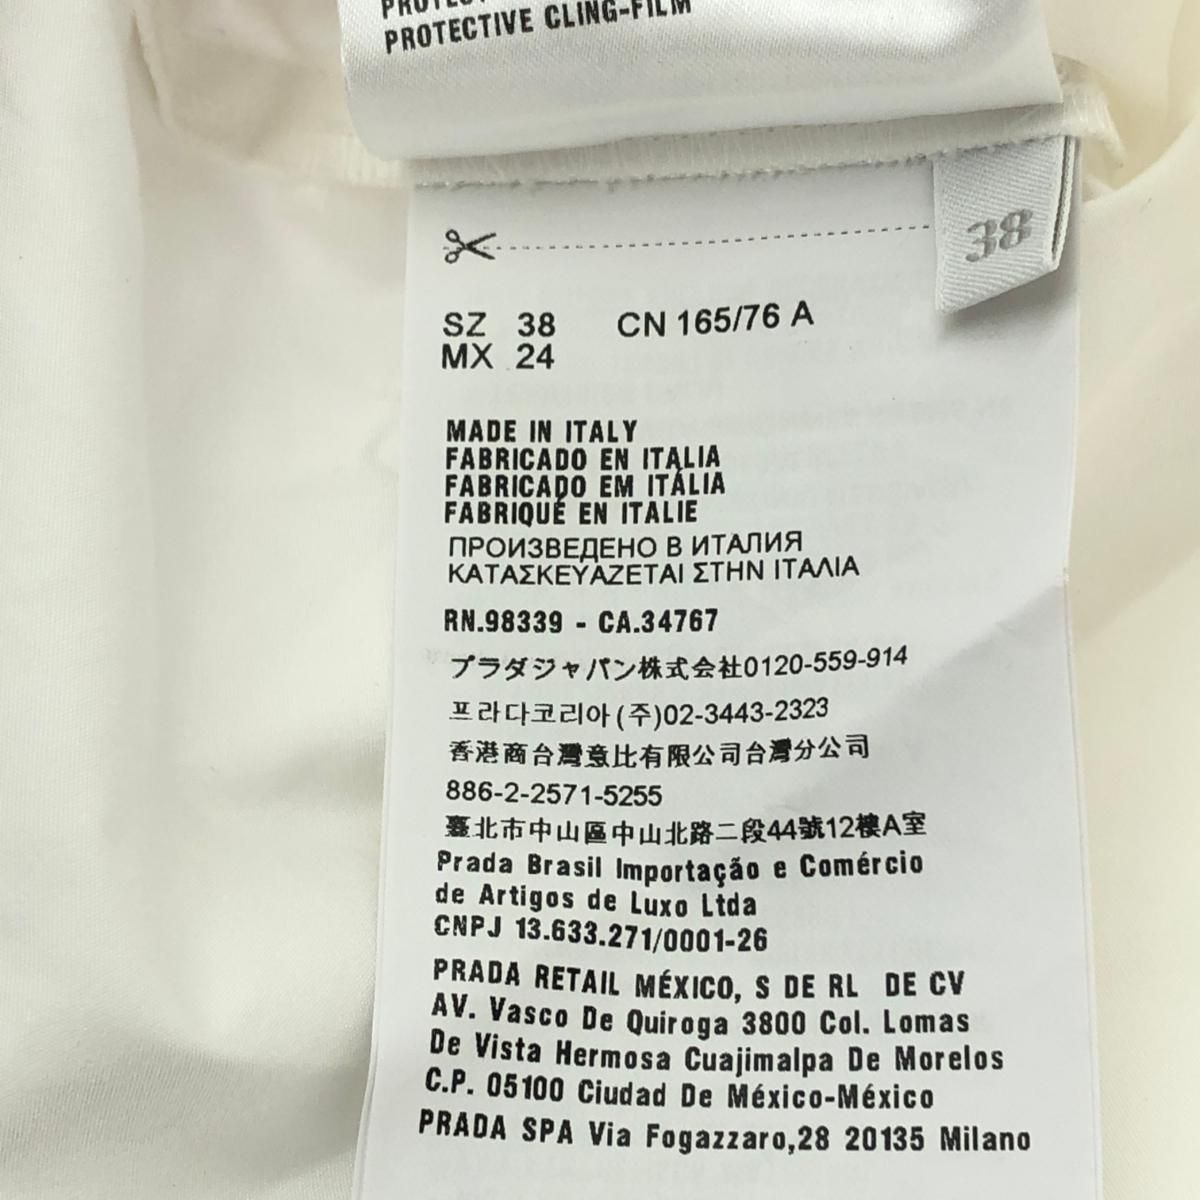 PROTECTIVE CLING-FILM
38
SZ 38 CN 165/76 A
MX 24
MADE IN ITALY
FABRICADO EN ITALIA
FABRICADO EM ITÁLIA
FABRIQUÉ EN ITALIE
ПРОИЗВЕДЕНО В ИТАЛИЯ
ΚΑΤΑΣΚΕΥΑΖΕΤΑΙ ΣΤΗΝ ΙΤΑΛΙΑ
RN.98339 - CA.34767
プラダジャパン株式会社0120-559-914
프라다코리아(주)02-3443-2323
香港商台灣意比有限公司台灣分公司
886-2-2571-5255
臺北市中山區中山北路二段44號12樓A室
Prada Brasil Importação e Comércio
de Artigos de Luxo Ltda
CNPJ 13.633.271/0001-26
PRADA RETAIL MÉXICO, S DE RL DE CV
AV. Vasco De Quiroga 3800 Col. Lomas
De Vista Hermosa Cuajimalpa De Morelos
C.P. 05100 Ciudad De México-México
PRADA SPA Via Fogazzaro,28 20135 Milano